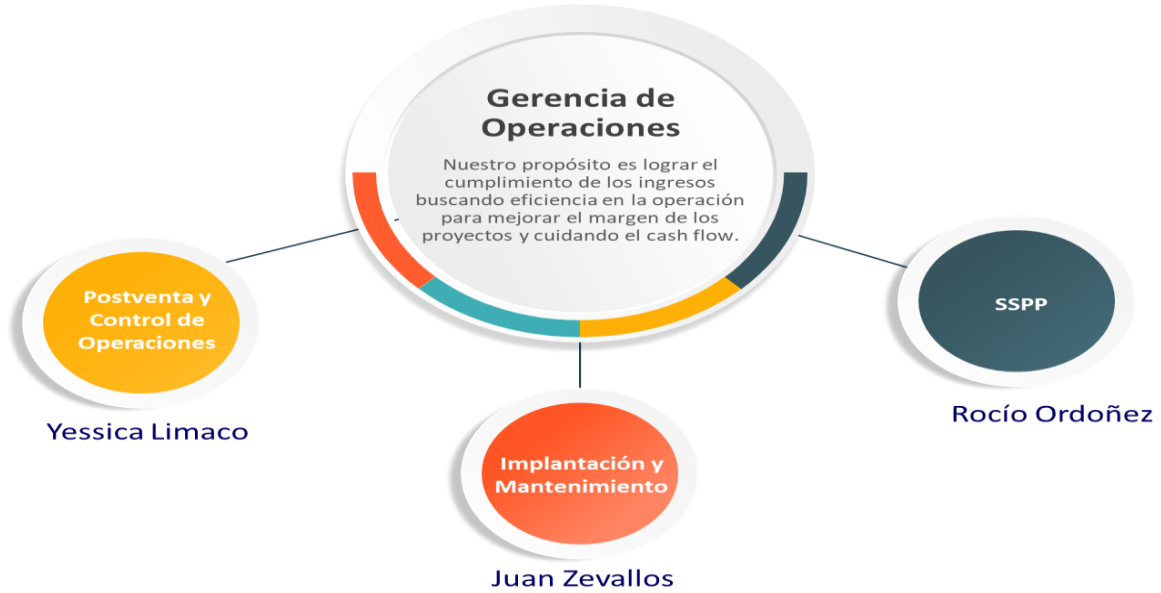 Gerencia de
Operaciones
Nuestro propósito es lograr el
cumplimiento de los ingresos
buscando eficiencia en la operación
para mejorar el margen de los
proyectos y cuidando el cash flow.
Postventa y
Control de
Operaciones
Yessica Limaco
Implantación y
Mantenimiento
Juan Zevallos
SSPP
Rocío Ordoñez